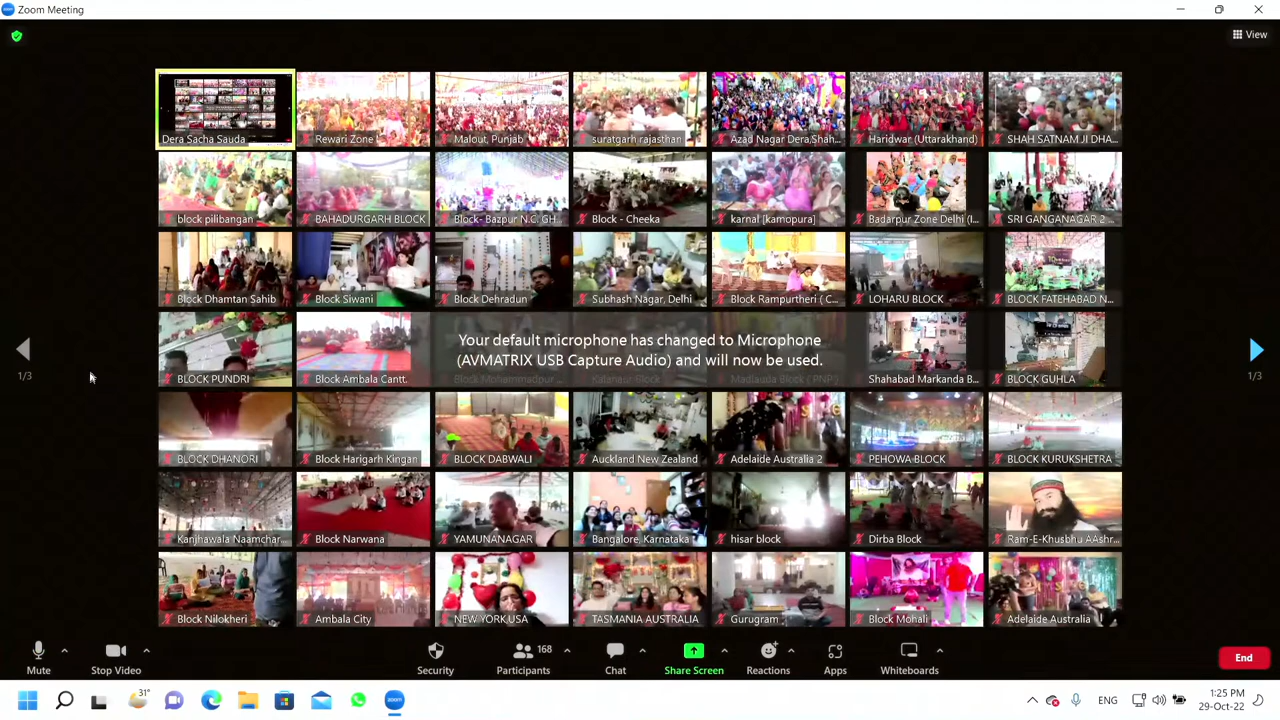 Zoom Meeting
View
Dera Sacha Sauda
Rewari Zone
Malout, Punjab
suratgarh rajasthan
Azad Nagar Dera,Shah...
Haridwar (Uttarakhand)
SHAH SATNAM JI DHA...
block pilibangan
BAHADURGARH BLOCK
Block- Bazpur N.C. GH...
Block - Cheeka
karnal [kamopura]
Badarpur Zone Delhi (I...
SRI GANGANAGAR 2 ...
Block Dhamtan Sahib
Block Siwani
Block Dehradun
Subhash Nagar, Delhi
Block Rampurtheri ( C...
LOHARU BLOCK
BLOCK FATEHABAD N...
Your default microphone has changed to Microphone
(AVMATRIX USB Capture Audio) and will now be used.
1/3
1/3
BLOCK PUNDRI
Block Ambala Cantt.
Shahabad Markanda B...
BLOCK GUHLA
BLOCK DHANORI
Block Harigarh Kingan
BLOCK DABWALI
Auckland New Zealand
Adelaide Australia 2
PEHOWA BLOCK
BLOCK KURUKSHETRA
Kanjhawala Naamchar...
Block Narwana
YAMUNANAGAR
Bangalore, Karnataka
hisar block
Dirba Block
Ram-E-Khusbhu AAshr...
Block Nilokheri
Ambala City
NEW YORK USA
TASMANIA AUSTRALIA
Gurugram
Block Mohali
Adelaide Australia
168
Mute
Stop Video
Security
Participants
Chat
Share Screen
Reactions
Apps
Whiteboards
End
31°
zoom
ENG
1:25 PM
29-Oct-22